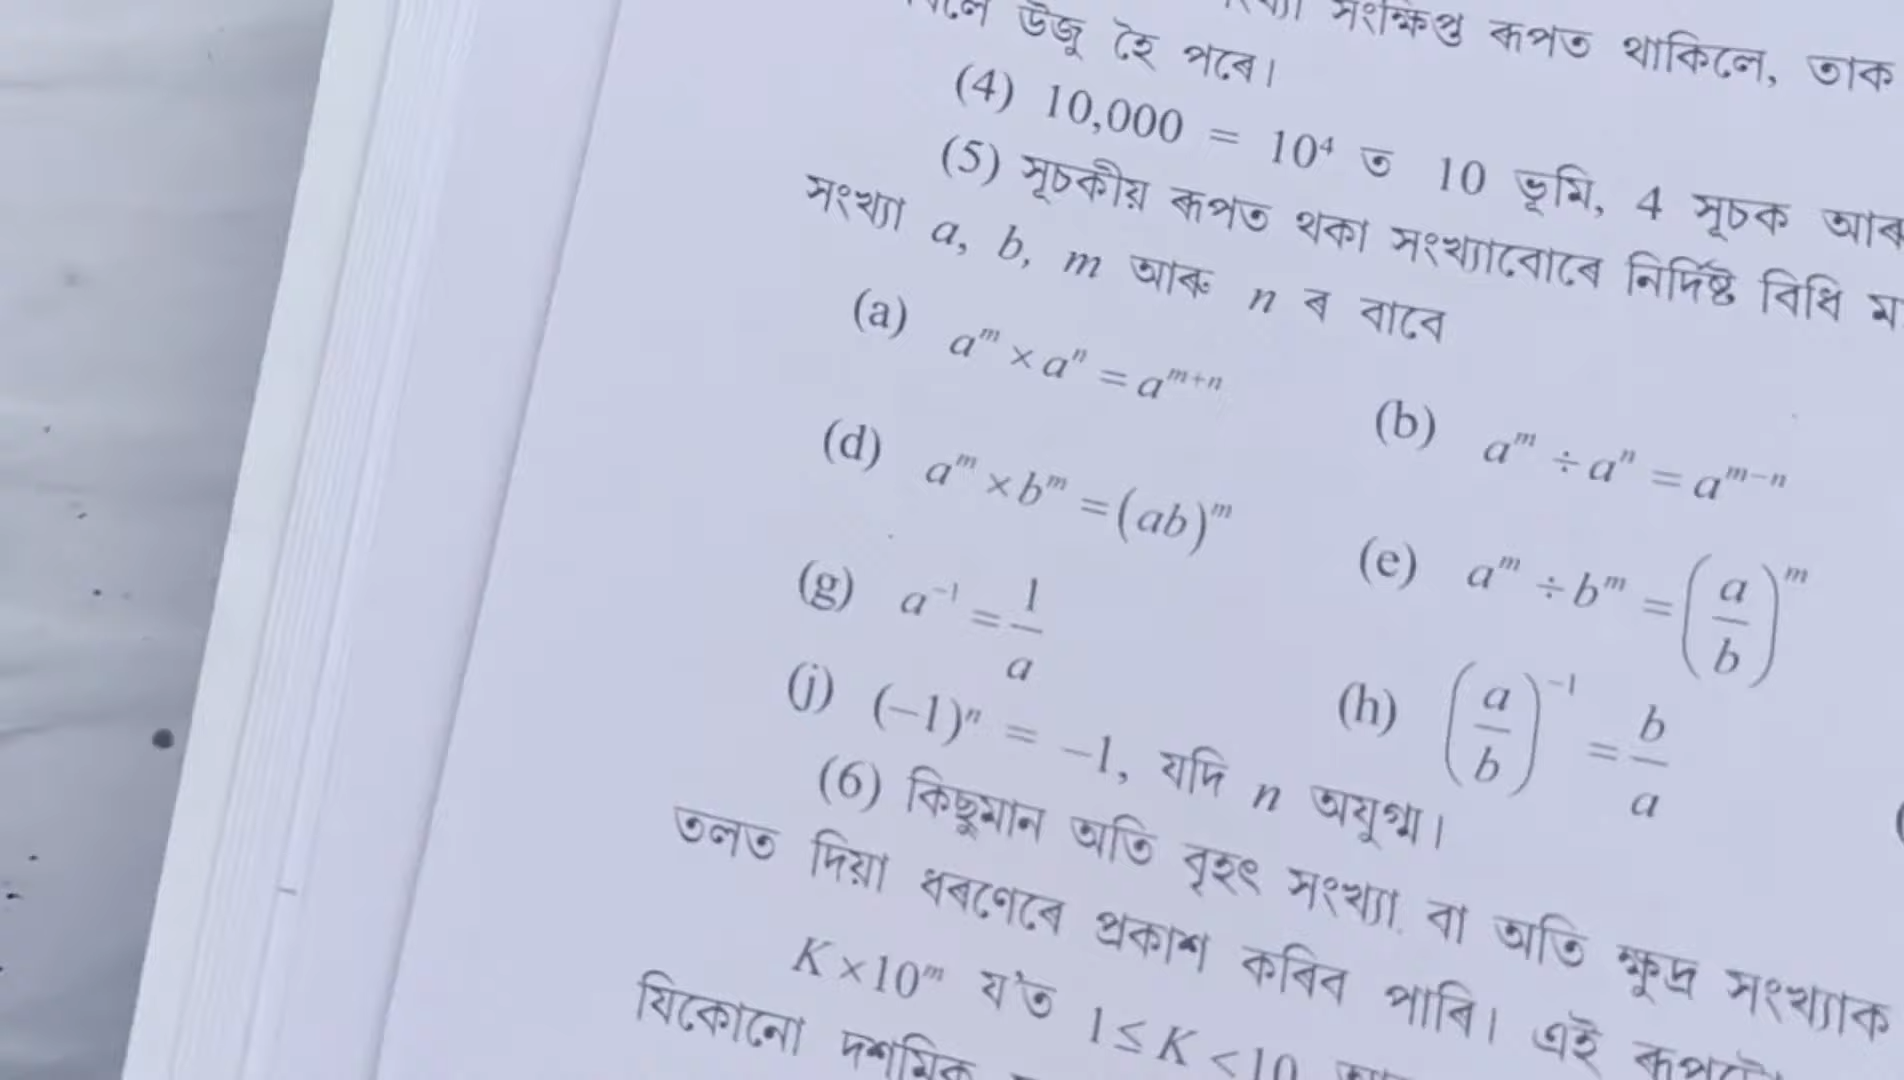 উজু হৈ পৰে।
সংক্ষিপ্ত ৰূপত থাকিলে, তাক
(4) 10,000 = 10⁴ ত 10 ভূমি, 4 সূচক
(5) সূচকীয় ৰূপত থকা সংখ্যাবোৰে নিৰ্দিষ্ট বিধি
সংখ্যা a, b, m আৰু n ৰ বাবে
(a) aᵐ × aⁿ = aᵐ⁺ⁿ
(b) aᵐ ÷ aⁿ = aᵐ⁻ⁿ
(d) aᵐ × bᵐ = (ab)ᵐ
(e) aᵐ ÷ bᵐ = (a/b)ᵐ
(g) a⁻¹ = 1/a
(h) (a/b)⁻¹ = b/a
(j) (−1)ⁿ = −1, যদি n অযুগ্ম।
(6) কিছুমান অতি বৃহৎ সংখ্যা বা অতি ক্ষুদ্ৰ সংখ্যাক
তলত দিয়া ধৰণেৰে প্ৰকাশ কৰিব পাৰি। এই ৰূপটো
K×10ᵐ য'ত 1 ≤ K < 10
যিকোনো দশমিক